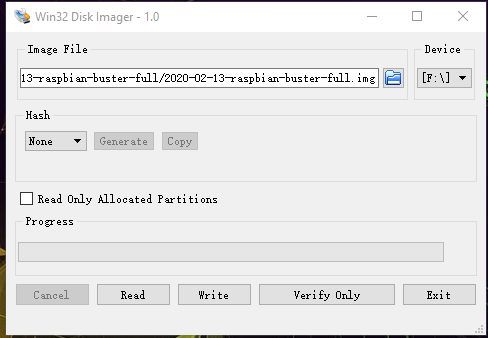 Win32 Disk Imager - 1.0
Image File
Device
13-raspbian-buster-full/2020-02-13-raspbian-buster-full.img
[F:\]
Hash
None
Generate
Copy
Read Only Allocated Partitions
Progress
Cancel
Read
Write
Verify Only
Exit